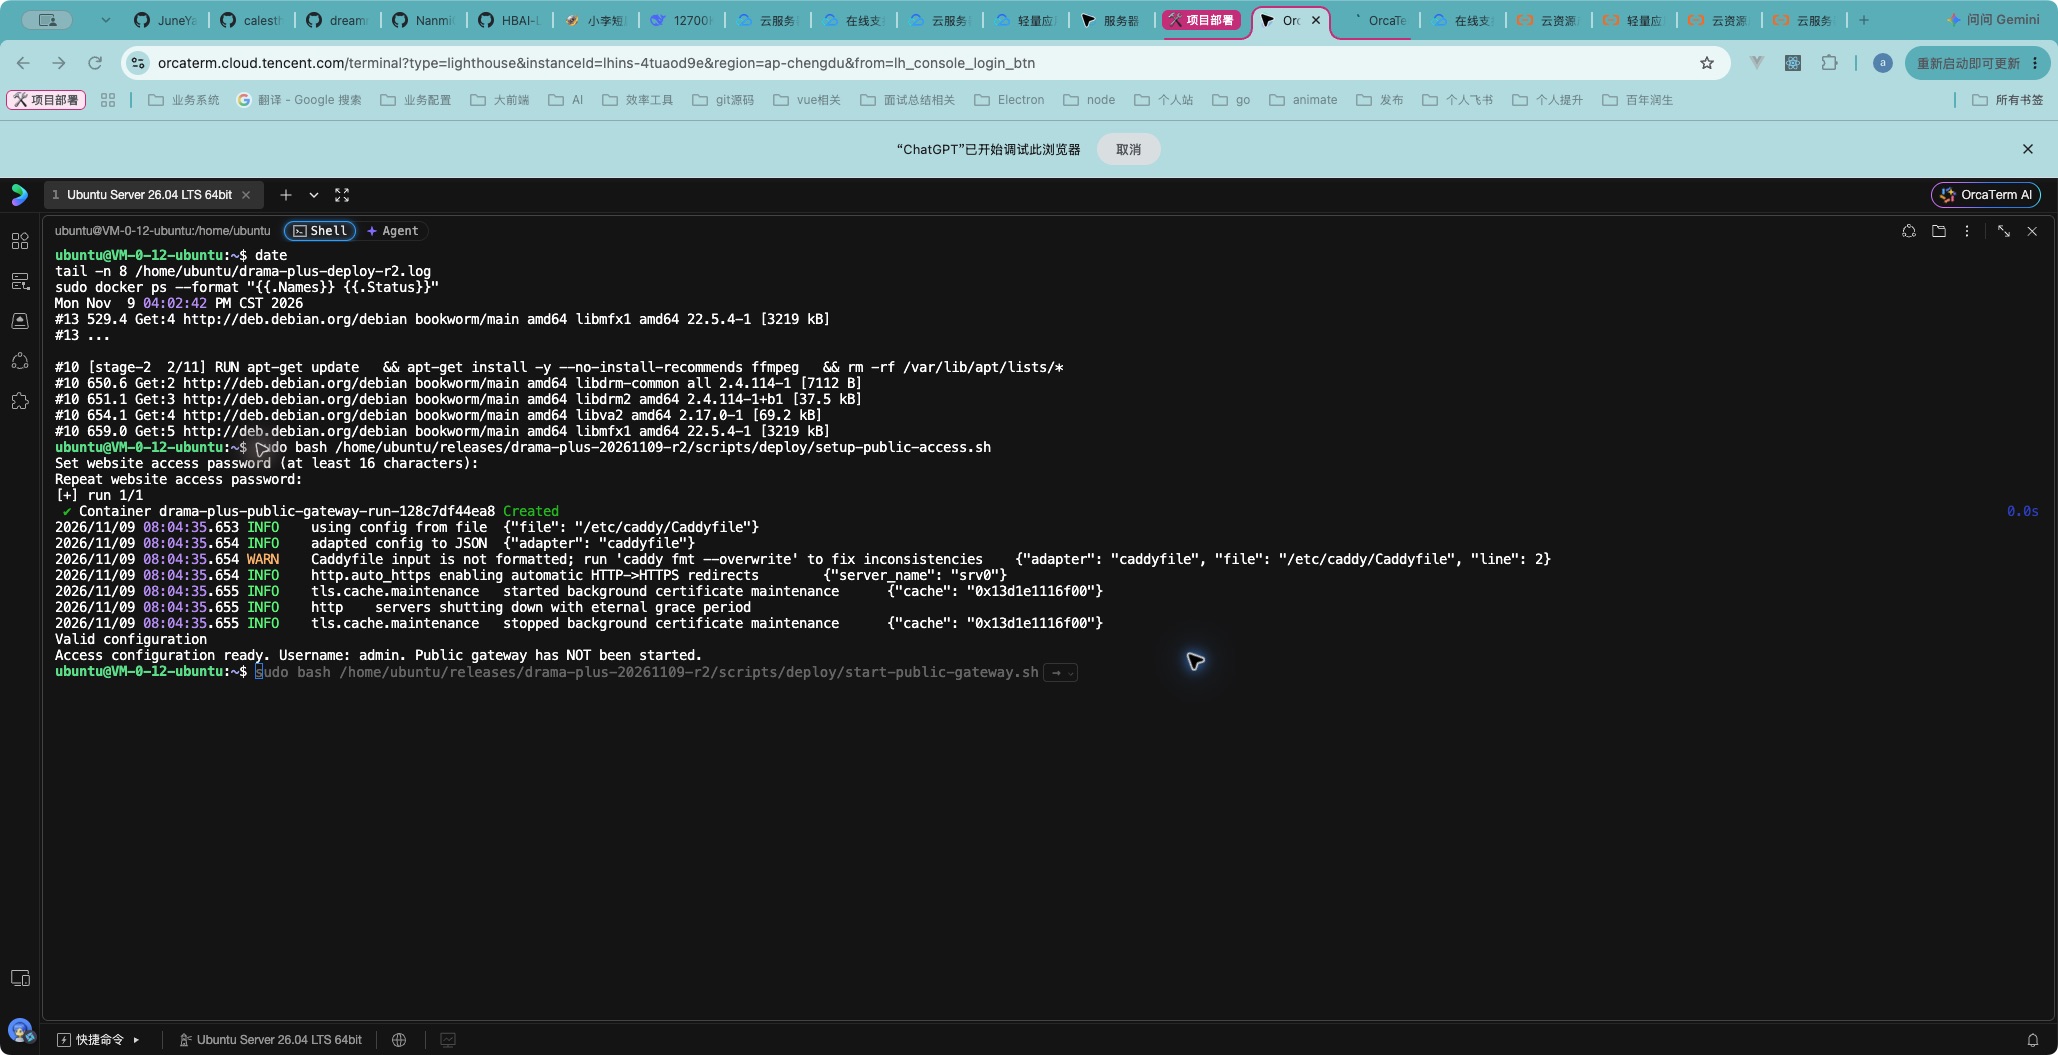 JuneYa
calesth
dream
Nanmi
HBAI-L
小李短
12700
云服务
在线支
云服务
轻量应
服务器
项目部署
Orc
OrcaTe
在线支
云资源
轻量应
云资源
云服务
问问 Gemini
orcaterm.cloud.tencent.com/terminal?type=lighthouse&instanceId=lhins-4tuaod9e&region=ap-chengdu&from=lh_console_login_btn
a
重新启动即可更新
项目部署
业务系统
翻译 - Google 搜索
业务配置
大前端
AI
效率工具
git源码
vue相关
面试总结相关
Electron
node
个人站
go
animate
发布
个人飞书
个人提升
百年润生
所有书签
“ChatGPT”已开始调试此浏览器
取消
1 Ubuntu Server 26.04 LTS 64bit
OrcaTerm AI
ubuntu@VM-0-12-ubuntu:/home/ubuntu
Shell
Agent
ubuntu@VM-0-12-ubuntu:~$ date
tail -n 8 /home/ubuntu/drama-plus-deploy-r2.log
sudo docker ps --format "{{.Names}} {{.Status}}"
Mon Nov  9 04:02:42 PM CST 2026
#13 529.4 Get:4 http://deb.debian.org/debian bookworm/main amd64 libmfx1 amd64 22.5.4-1 [3219 kB]
#13 ...
#10 [stage-2  2/11] RUN apt-get update   && apt-get install -y --no-install-recommends ffmpeg   && rm -rf /var/lib/apt/lists/*
#10 650.6 Get:2 http://deb.debian.org/debian bookworm/main amd64 libdrm-common all 2.4.114-1 [7112 B]
#10 651.1 Get:3 http://deb.debian.org/debian bookworm/main amd64 libdrm2 amd64 2.4.114-1+b1 [37.5 kB]
#10 654.1 Get:4 http://deb.debian.org/debian bookworm/main amd64 libva2 amd64 2.17.0-1 [69.2 kB]
#10 659.0 Get:5 http://deb.debian.org/debian bookworm/main amd64 libmfx1 amd64 22.5.4-1 [3219 kB]
ubuntu@VM-0-12-ubuntu:~$ sudo bash /home/ubuntu/releases/drama-plus-20261109-r2/scripts/deploy/setup-public-access.sh
Set website access password (at least 16 characters):
Repeat website access password:
[+] run 1/1
✔ Container drama-plus-public-gateway-run-128c7df44ea8 Created 0.0s
2026/11/09 08:04:35.653 INFO    using config from file  {"file": "/etc/caddy/Caddyfile"}
2026/11/09 08:04:35.654 INFO    adapted config to JSON  {"adapter": "caddyfile"}
2026/11/09 08:04:35.654 WARN    Caddyfile input is not formatted; run 'caddy fmt --overwrite' to fix inconsistencies    {"adapter": "caddyfile", "file": "/etc/caddy/Caddyfile", "line": 2}
2026/11/09 08:04:35.654 INFO    http.auto_https enabling automatic HTTP->HTTPS redirects        {"server_name": "srv0"}
2026/11/09 08:04:35.655 INFO    tls.cache.maintenance   started background certificate maintenance      {"cache": "0x13d1e1116f00"}
2026/11/09 08:04:35.655 INFO    http    servers shutting down with eternal grace period
2026/11/09 08:04:35.655 INFO    tls.cache.maintenance   stopped background certificate maintenance      {"cache": "0x13d1e1116f00"}
Valid configuration
Access configuration ready. Username: admin. Public gateway has NOT been started.
ubuntu@VM-0-12-ubuntu:~$ sudo bash /home/ubuntu/releases/drama-plus-20261109-r2/scripts/deploy/start-public-gateway.sh →
快捷命令
Ubuntu Server 26.04 LTS 64bit